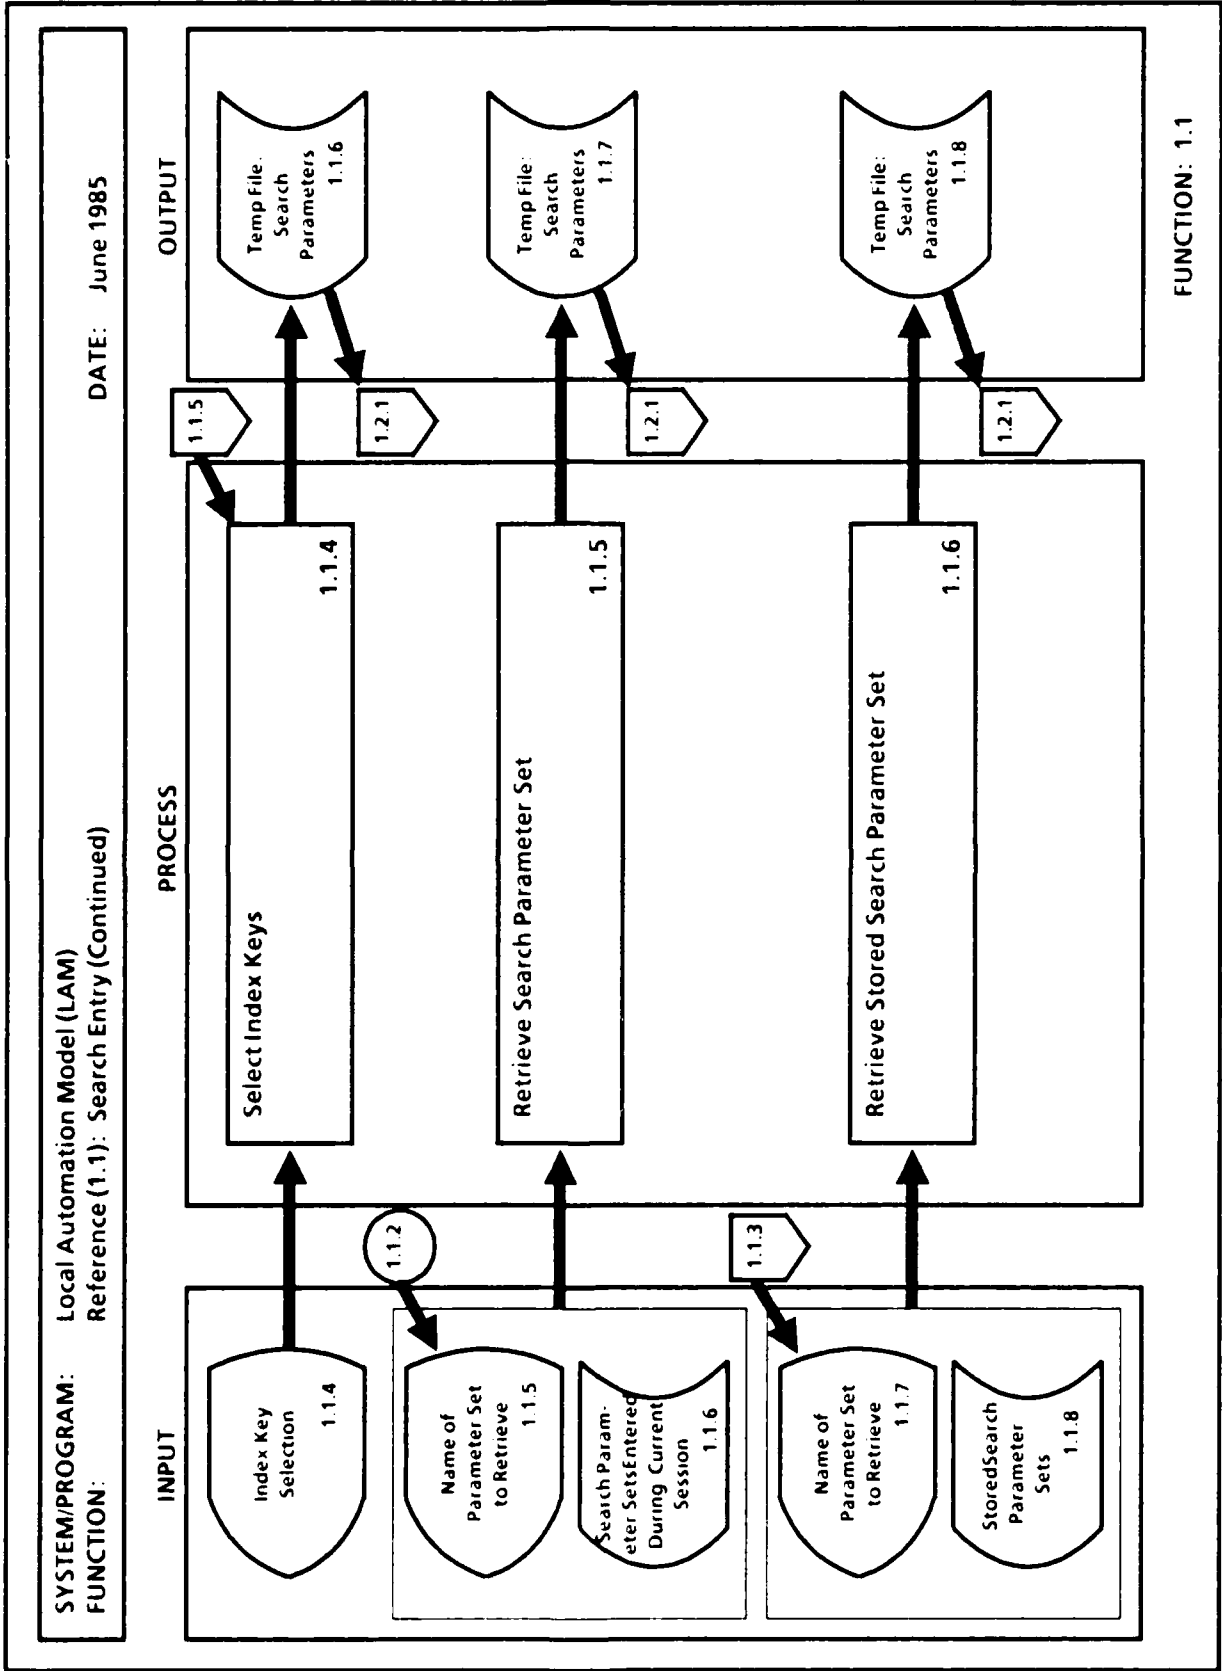 SYSTEM/PROGRAM: Local Automation Model (LAM)
FUNCTION: Reference (1.1): Search Entry (Continued)
DATE: June 1985
INPUT
PROCESS
OUTPUT
Index Key
Selection
1.1.4
Select Index Keys
1.1.4
1.1.5
Temp File.
Search
Parameters
1.1.6
1.2.1
1.1.2
Name of
Parameter Set
to Retrieve
1.1.5
Search Param-
eter SetsEntered
During Current
Session
1.1.6
Retrieve Search Parameter Set
1.1.5
Temp File:
Search
Parameters
1.1.7
1.2.1
1.1.3
Name of
Parameter Set
to Retrieve
1.1.7
StoredSearch
Parameter
Sets
1.1.8
Retrieve Stored Search Parameter Set
1.1.6
Temp File:
Search
Parameters
1.1.8
1.2.1
FUNCTION: 1.1